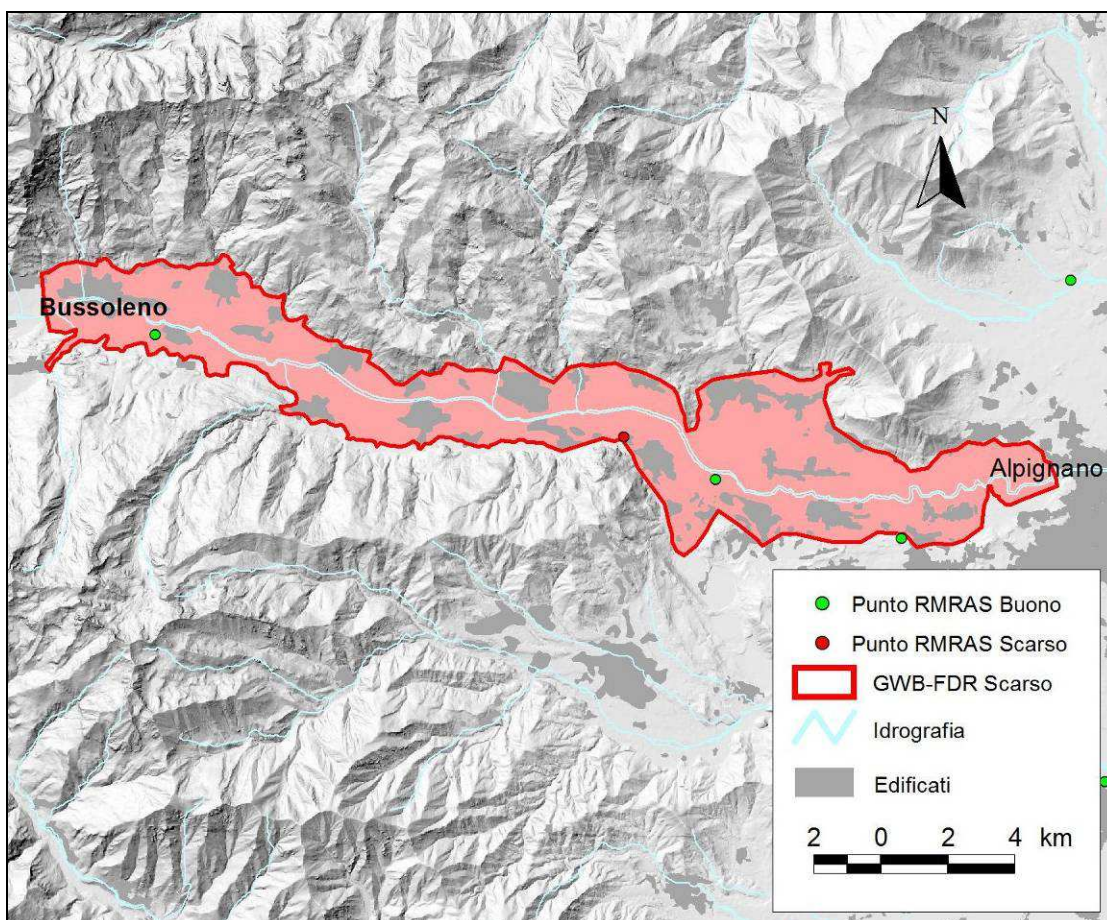 N
Bussoleno
Alpignano
Punto RMRAS Buono
Punto RMRAS Scarso
GWB-FDR Scarso
Idrografia
Edificati
2 0 2 4 km